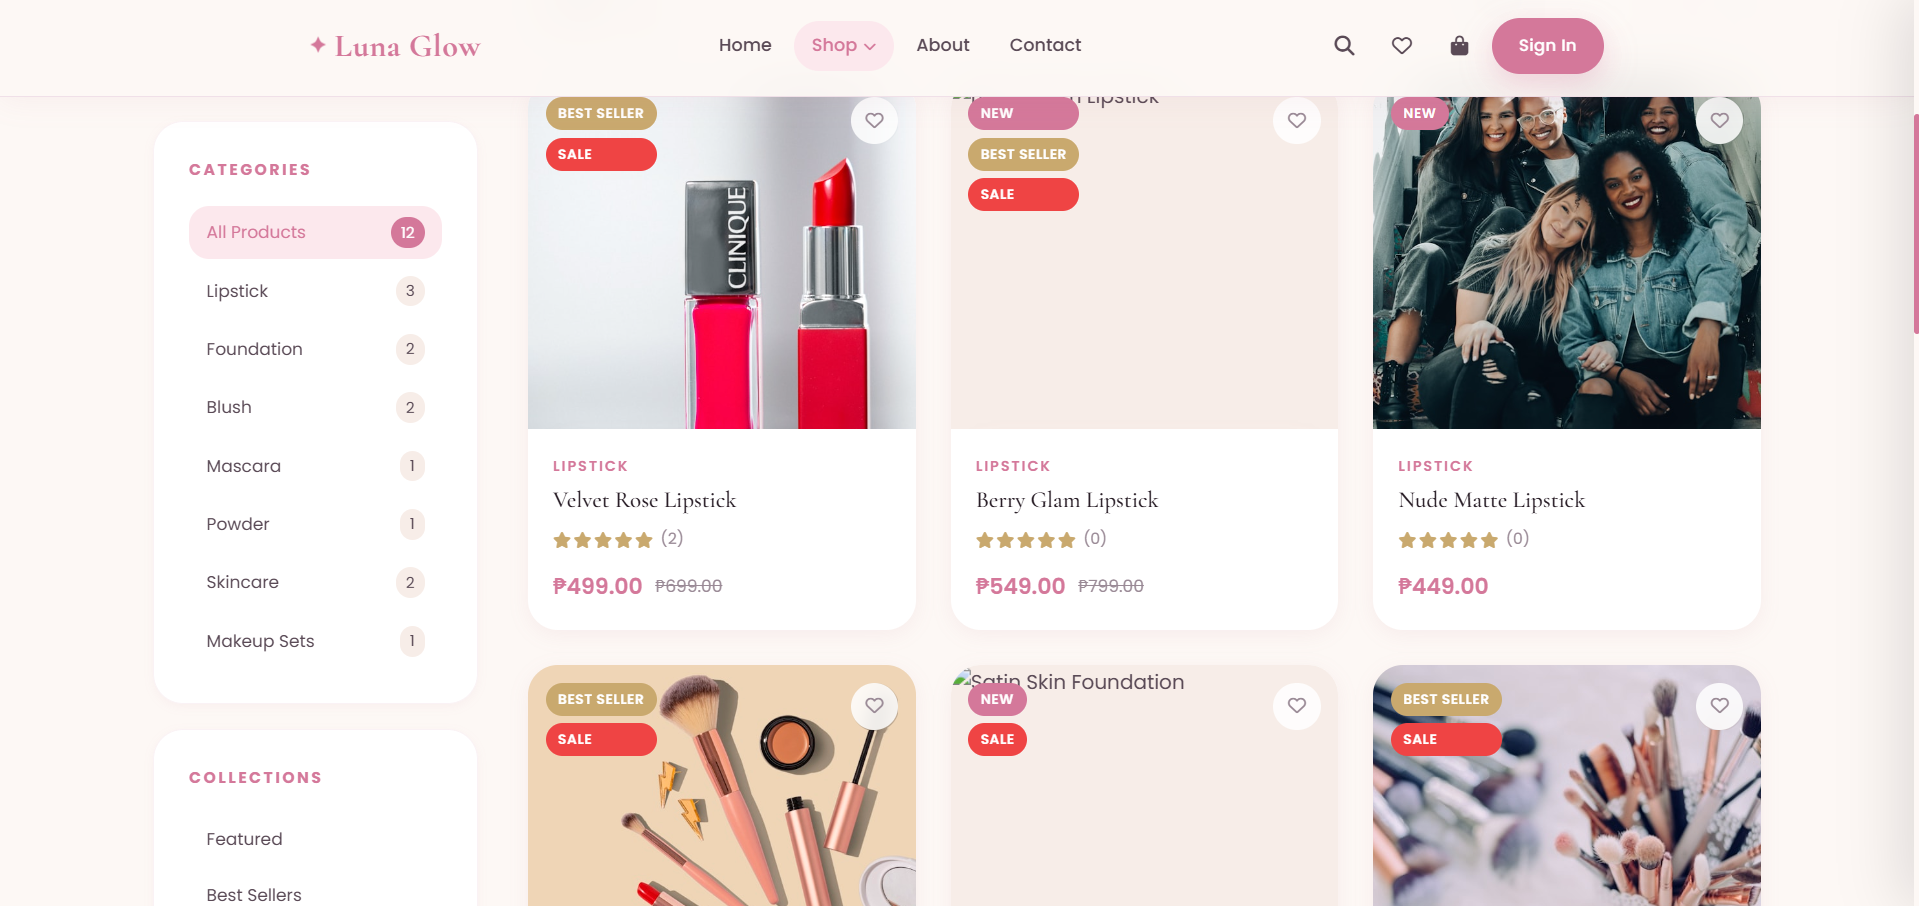 Luna Glow
Home
Shop
About
Contact
Sign In
CATEGORIES
All Products 12
Lipstick 3
Foundation 2
Blush 2
Mascara 1
Powder 1
Skincare 2
Makeup Sets 1
COLLECTIONS
Featured
Best Sellers
BEST SELLER
SALE
CLINIQUE
LIPSTICK
Velvet Rose Lipstick
(2)
₱499.00 ₱699.00
Lipstick
NEW
BEST SELLER
SALE
LIPSTICK
Berry Glam Lipstick
(0)
₱549.00 ₱799.00
NEW
LIPSTICK
Nude Matte Lipstick
(0)
₱449.00
BEST SELLER
SALE
Satin Skin Foundation
NEW
SALE
BEST SELLER
SALE